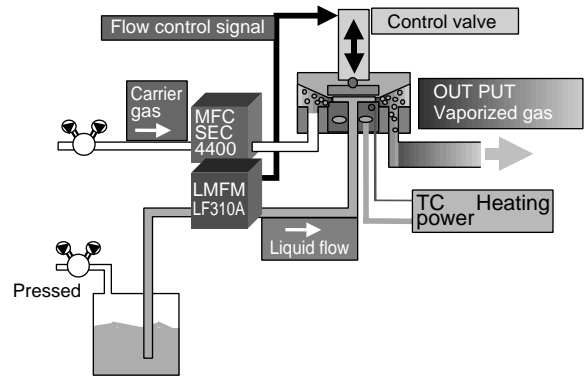 Flow control signal
Control valve
Carrier
gas
MFC
SEC
4400
OUT PUT
Vaporized gas
LMFM
LF310A
TC Heating
power
Liquid flow
Pressed